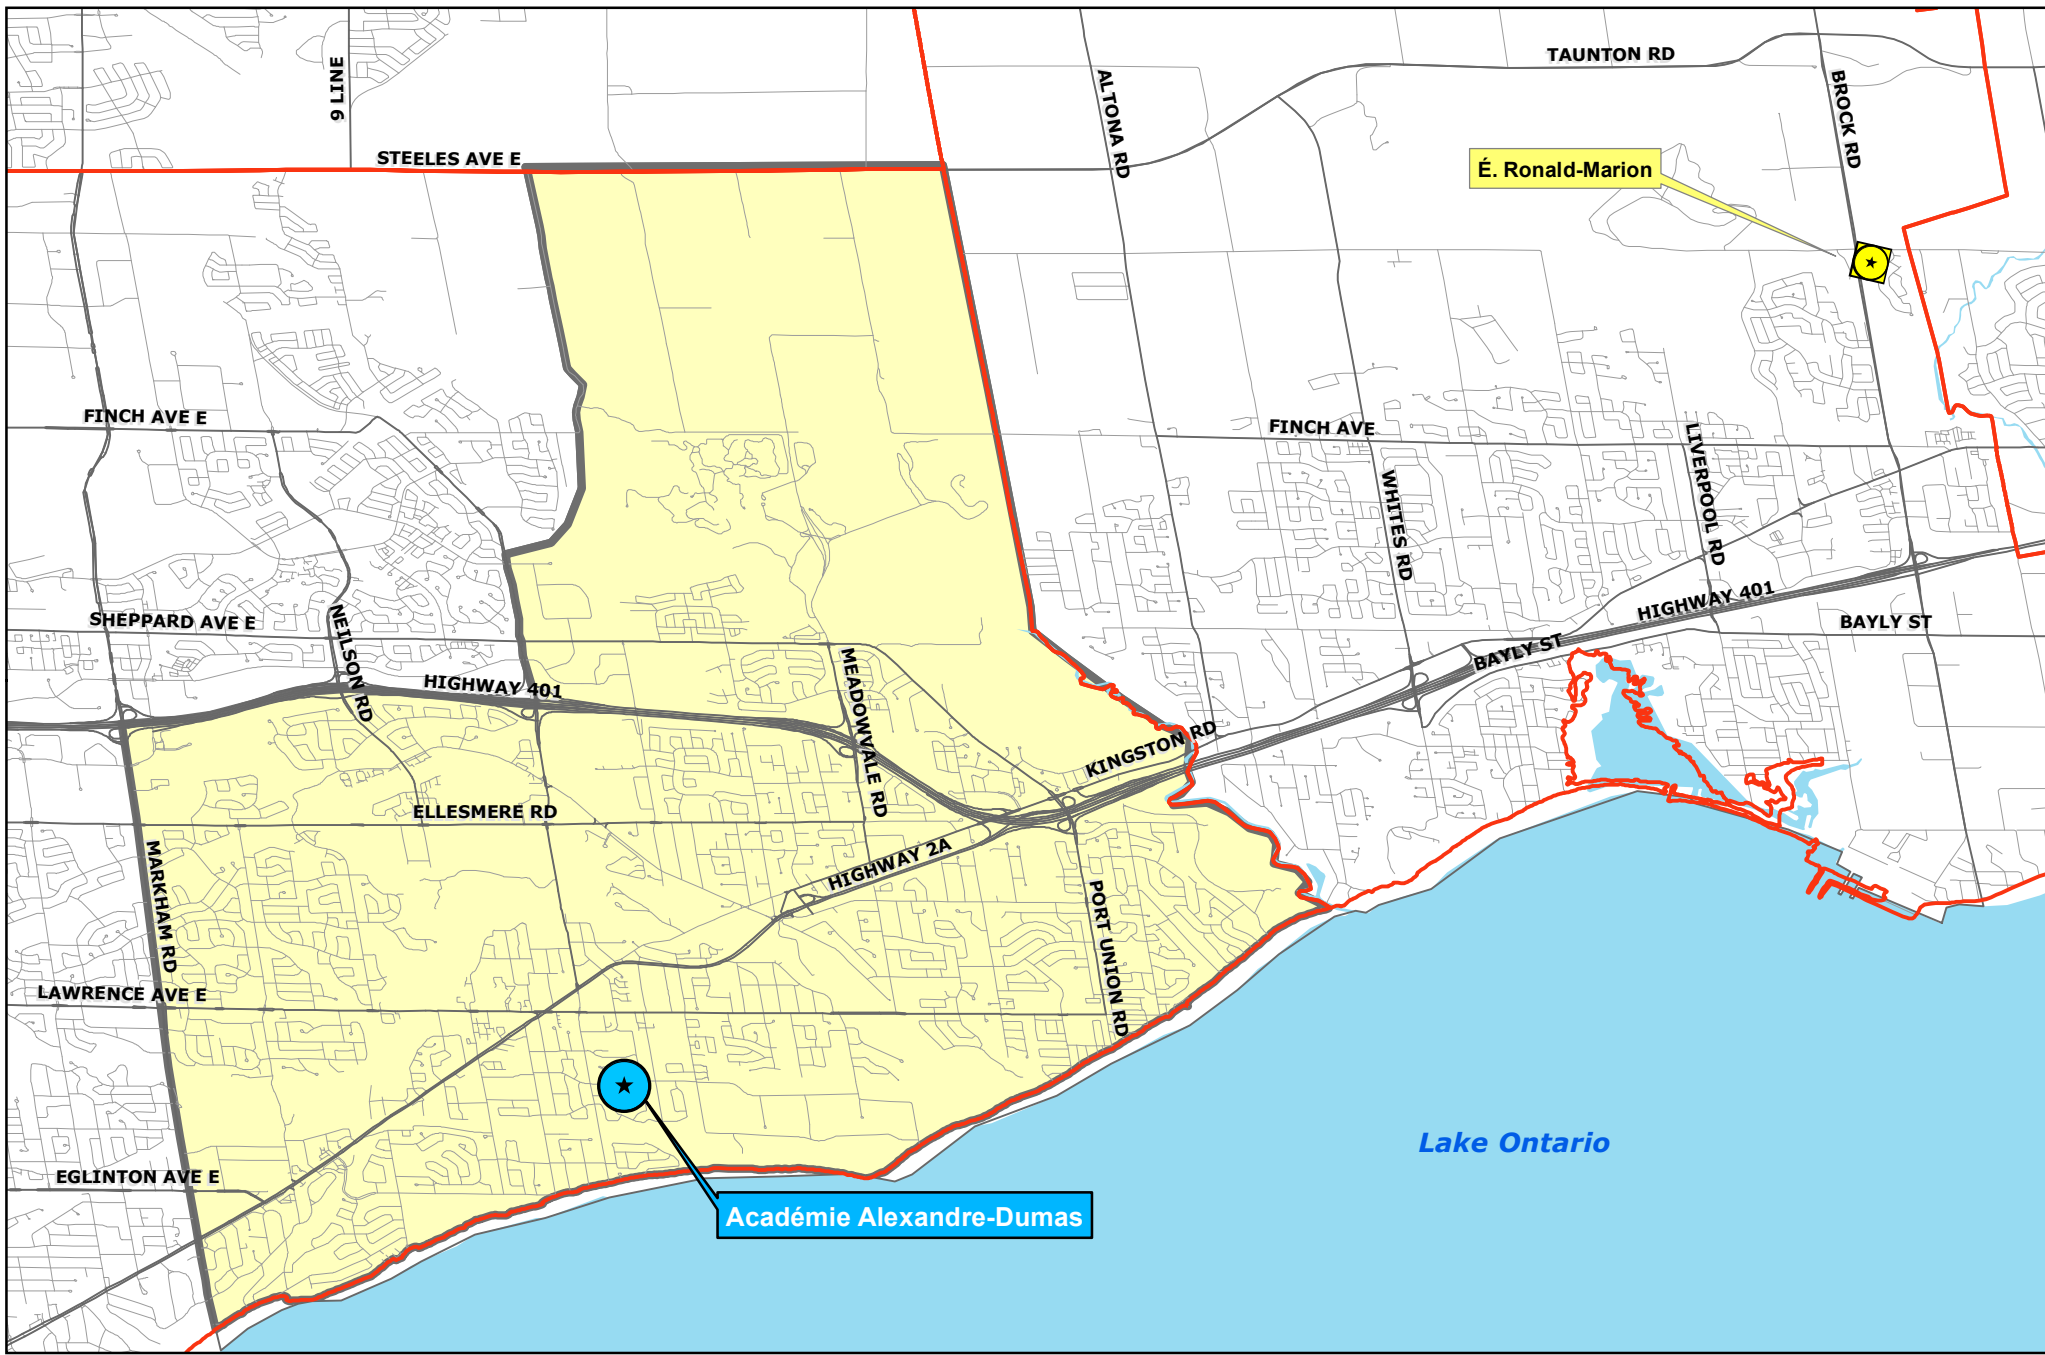 TAUNTON RD
9 LINE
ALTONA RD
BROCK RD
STEELES AVE E
É. Ronald-Marion
FINCH AVE E
FINCH AVE
LIVERPOOL RD
WHITES RD
HIGHWAY 401
SHEPPARD AVE E
NEILSON RD
BAYLY ST
BAYLY ST
MEADOWVALE RD
HIGHWAY 401
KINGSTON RD
ELLESMERE RD
MARKHAM RD
HIGHWAY 2A
PORT UNION RD
LAWRENCE AVE E
Lake Ontario
EGLINTON AVE E
Académie Alexandre-Dumas